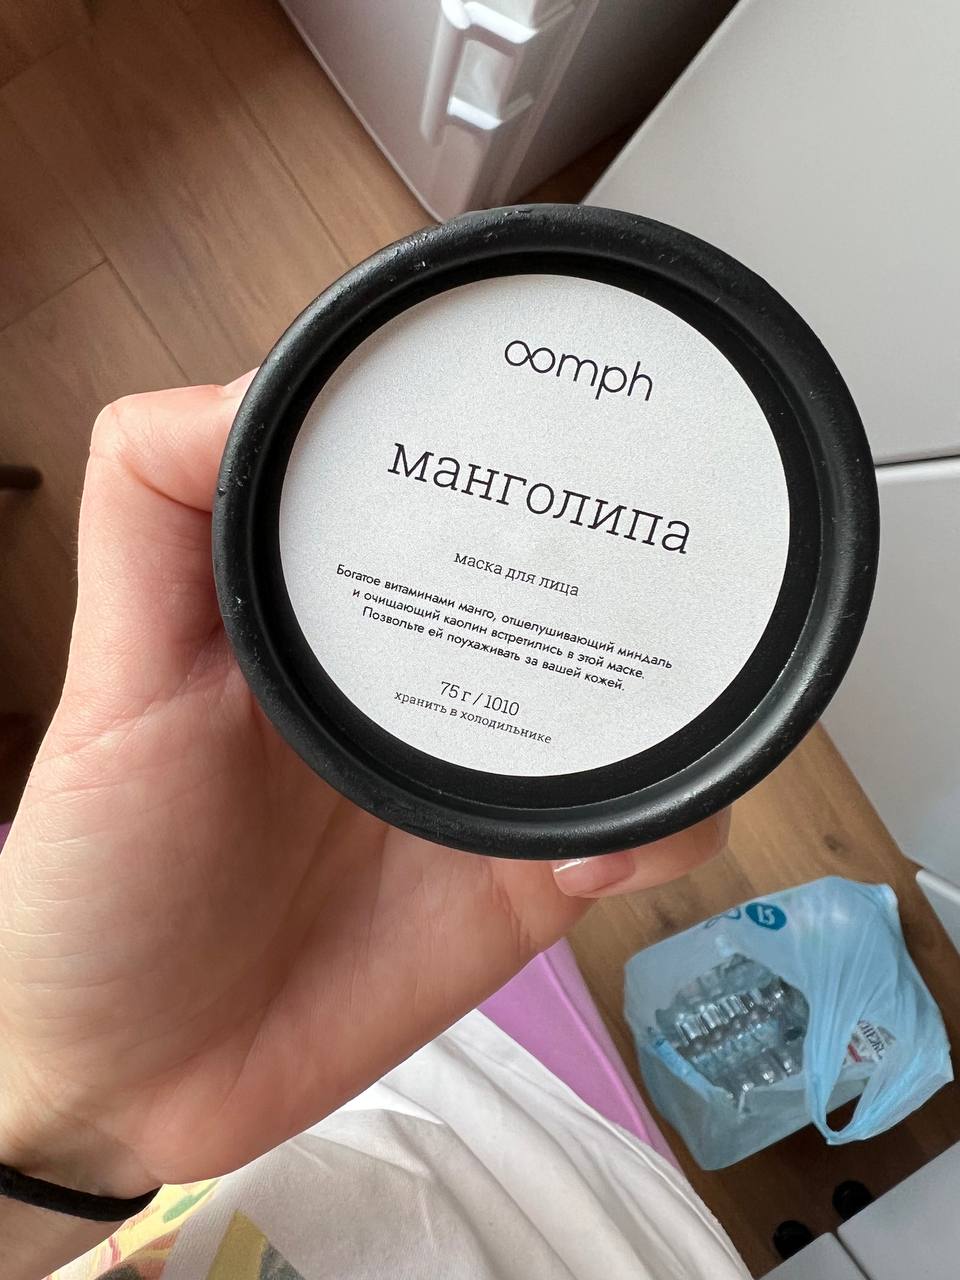 oomph
манголипа
маска для лица
Богатое витаминами манго, отшелушивающий миндаль
и очищающий каолин встретились в этой маске.
Позвольте ей поухаживать за вашей кожей.
75 г / 1010
хранить в холодильнике